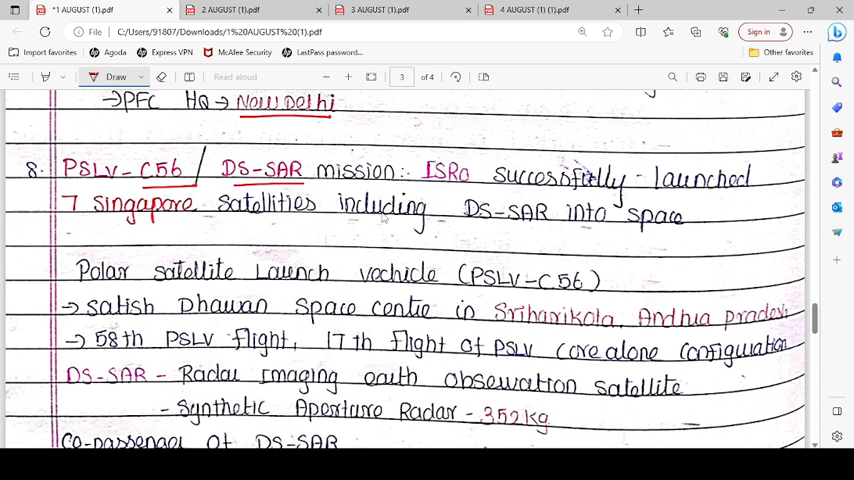 *1 AUGUST (1).pdf
2 AUGUST (1).pdf
3 AUGUST (1).pdf
4 AUGUST (1).pdf
File
C:/Users/91807/Downloads/1%20AUGUST%20(1).pdf
Sign in
Import favorites
Agoda
Express VPN
McAfee Security
LastPass password...
Other favorites
Draw
Read aloud
3
of 4
→PFC HQ → New Delhi
8. PSLV-C56 / DS-SAR mission:- ISRO successfully launched
7 Singapore satellities including DS-SAR into space
Polar satellite Launch vechicle (PSLV-C56)
→ Satish Dhawan Space centre in Sriharikota, Andhua pradesh
→ 58th PSLV flight, 17th flight of PSLV core alone configuration
DS-SAR - Radar Imaging earth obsewation satellite
- Synthetic Aperture Radar - 352kg
Co-passenger of DS-SAR